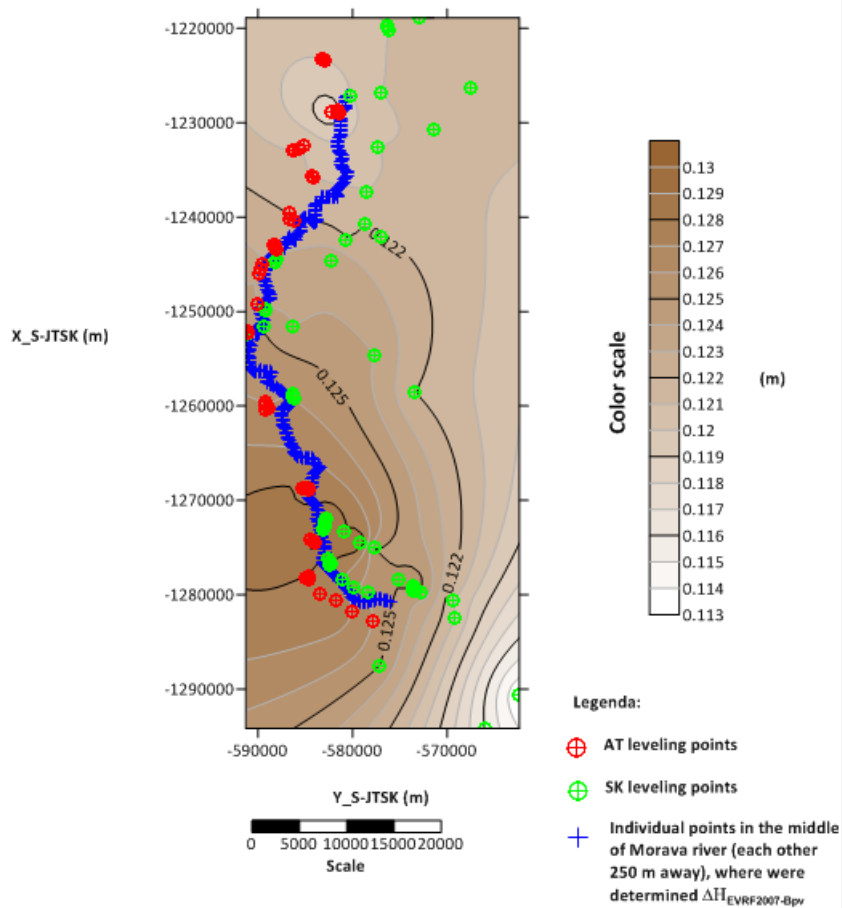 -1220000
-1230000
-1240000
-1250000
-1260000
-1270000
-1280000
-1290000
X_S-JTSK (m)
-590000
-580000
-570000
Y_S-JTSK (m)
0.122
0.125
0.122
0.125
0 5000 10000 15000 20000
Scale
Color scale
0.13
0.129
0.128
0.127
0.126
0.125
0.124
0.123
0.122
0.121
0.12
0.119
0.118
0.117
0.116
0.115
0.114
0.113
(m)
Legenda:
AT leveling points
SK leveling points
Individual points in the middle
of Morava river (each other
250 m away), where were
determined ΔH EVRF2007-Bpv